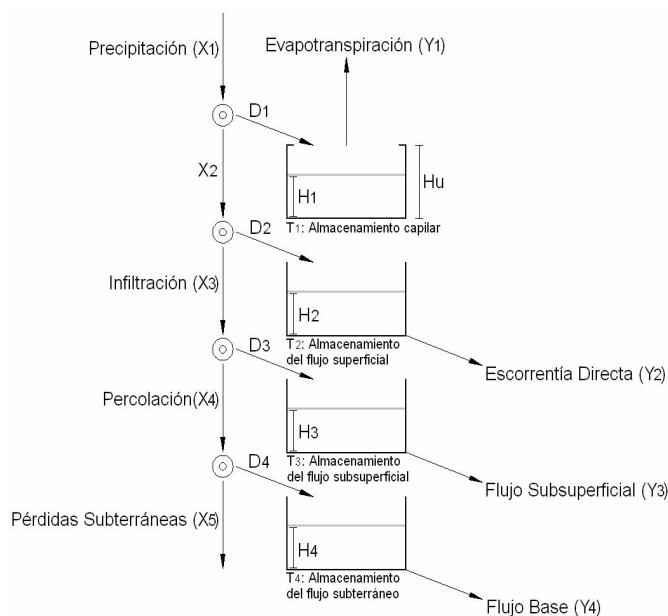 Precipitación (X1)
Evapotranspiración (Y1)
D1
X2
H1
Hu
T1: Almacenamiento capilar
D2
Infiltración (X3)
H2
T2: Almacenamiento
del flujo superficial
D3
Escorrentía Directa (Y2)
Percolación(X4)
H3
T3: Almacenamiento
del flujo subsuperficial
D4
Flujo Subsuperficial (Y3)
Pérdidas Subterráneas (X5)
H4
T4: Almacenamiento
del flujo subterráneo
Flujo Base (Y4)